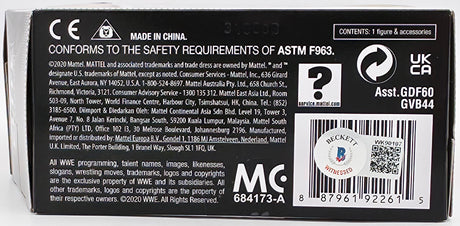 CE MADE IN CHINA.
CONTENTS: 1 figure & accessories
CONFORMS TO THE SAFETY REQUIREMENTS OF ASTM F963.
©2020 Mattel. MATTEL and associated trademarks and trade dress are owned by Mattel. ® and ™
designate U.S. trademarks of Mattel, except as noted. Consumer Services - Mattel, Inc., 636 Girard
Avenue, East Aurora, NY 14052, U.S.A. 1-800-524-8697. Mattel Australia Pty., Ltd., 658 Church St.,
Richmond, Victoria, 3121. Consumer Advisory Service - 1300 135 312. Mattel East Asia Ltd., Room
503-09, North Tower, World Finance Centre, Harbour City, Tsimshatsui, HK, China. Tel.: (852)
3185-6500. Diimport & Diedarkan Oleh: Mattel Continental Asia Sdn Bhd. Level 19, Tower 3,
Avenue 7, No. 8 Jalan Kerinchi, Bangsar South, 59200 Kuala Lumpur, Malaysia. Mattel South
Africa (PTY) LTD, Office 102 I3, 30 Melrose Boulevard, Johannesburg 2196. Manufactured,
imported or distributed by Mattel Europa B.V., Gondel 1, 1186 MJ Amstelveen, Nederland. Mattel
U.K. Limited, The Porter Building, 1 Brunel Way, Slough SL1 1FQ, UK.
All WWE programming, talent names, images, likenesses,
slogans, wrestling moves, trademarks, logos and copyrights
are the exclusive property of WWE and its subsidiaries. All
other trademarks, logos and copyrights are the property of
their respective owners. ©2020 WWE. All Rights Reserved.
?
service.mattel.com
UK
CA
Asst.GDF60
GVB44
MC
684173-A
BECKETT
B
WITNESSED
WK90107
8 87961 92261 5